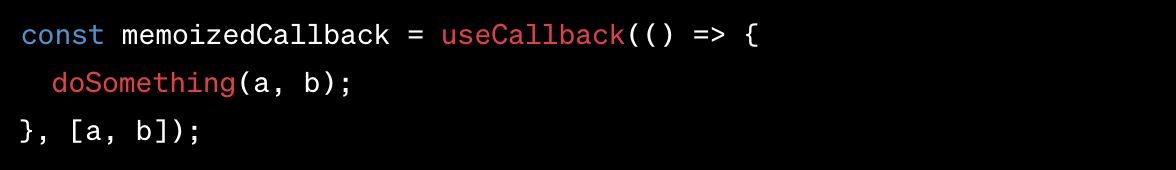 const memoizedCallback = useCallback(() => {
  doSomething(a, b);
}, [a, b]);